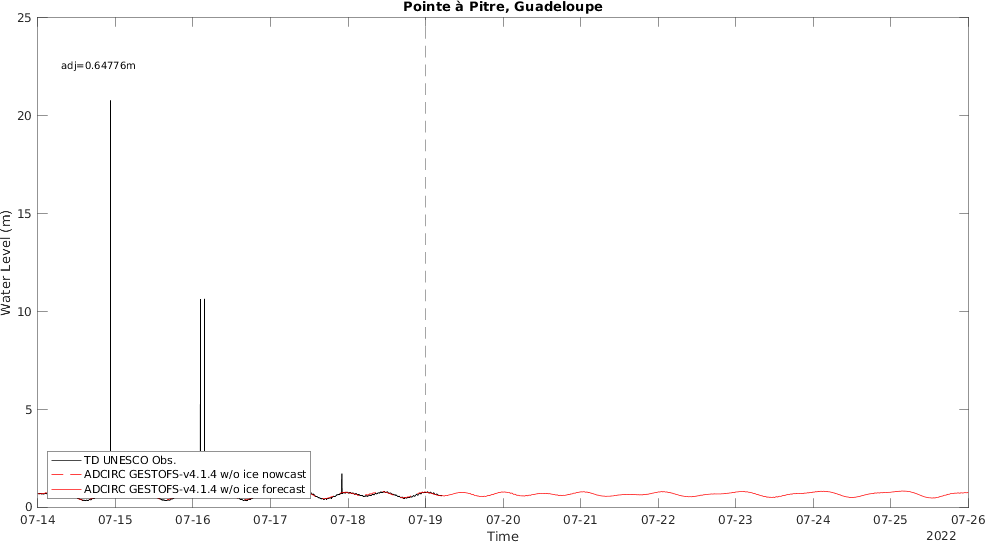 Pointe à Pitre, Guadeloupe
25
adj=0.64776m
20
15
Water Level (m)
10
5
TD UNESCO Obs.
ADCIRC GESTOFS-v4.1.4 w/o ice nowcast
ADCIRC GESTOFS-v4.1.4 w/o ice forecast
0
07-14 07-15 07-16 07-17 07-18 07-19 07-20 07-21 07-22 07-23 07-24 07-25 07-26
Time
2022